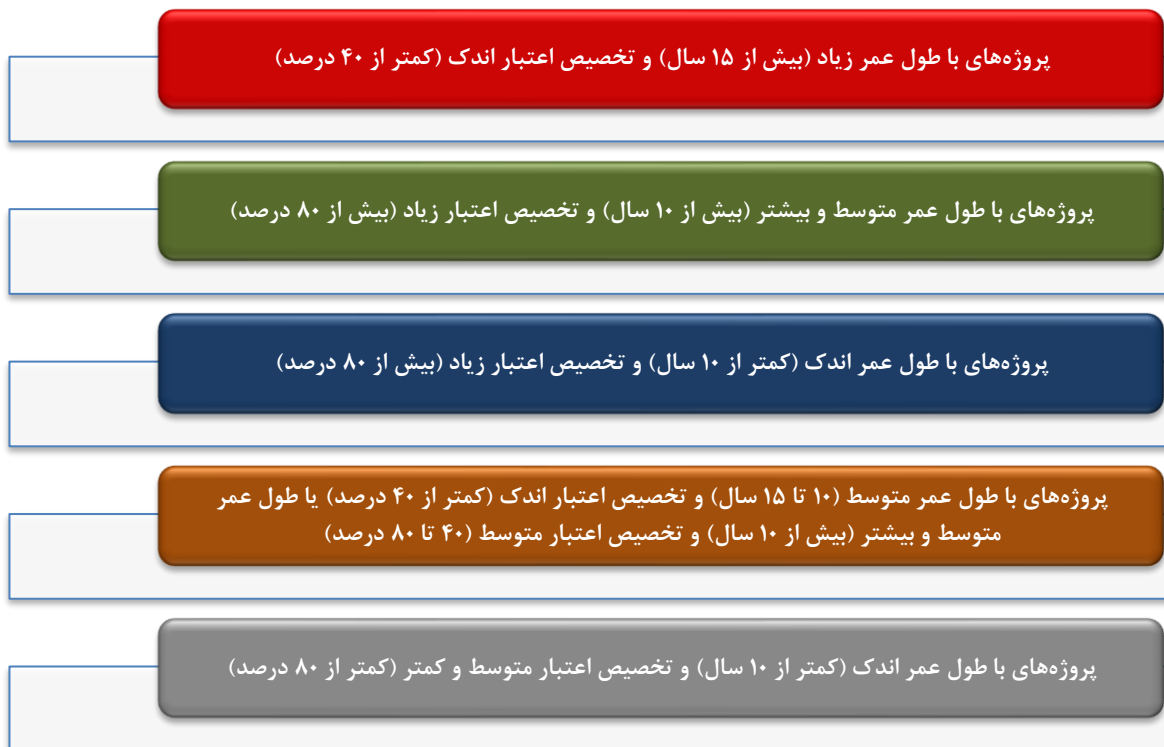 پروژه‌های با طول عمر زیاد (بیش از ۱۵ سال) و تخصیص اعتبار اندک (کمتر از ۴۰ درصد)
پروژه‌های با طول عمر متوسط و بیشتر (بیش از ۱۰ سال) و تخصیص اعتبار زیاد (بیش از ۸۰ درصد)
پروژه‌های با طول عمر اندک (کمتر از ۱۰ سال) و تخصیص اعتبار زیاد (بیش از ۸۰ درصد)
پروژه‌های با طول عمر متوسط (۱۰ تا ۱۵ سال) و تخصیص اعتبار اندک (کمتر از ۴۰ درصد) یا طول عمر
متوسط و بیشتر (بیش از ۱۰ سال) و تخصیص اعتبار متوسط (۴۰ تا ۸۰ درصد)
پروژه‌های با طول عمر اندک (کمتر از ۱۰ سال) و تخصیص اعتبار متوسط و کمتر (کمتر از ۸۰ درصد)